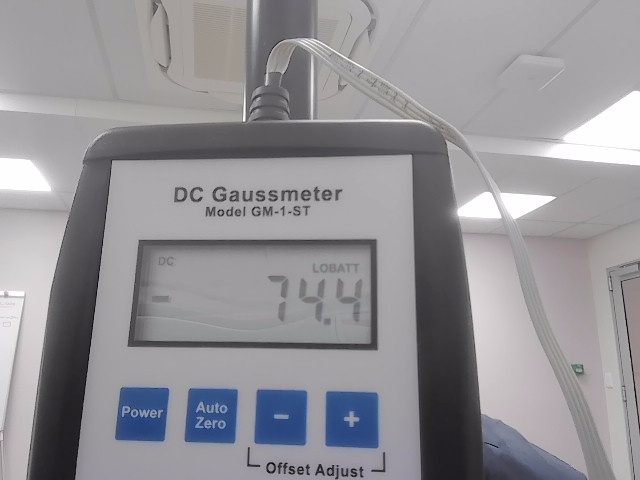 DC Gaussmeter
Model GM-1-ST
DC
LOBATT
- 74.4
Power
Auto
Zero
-
+
Offset Adjust